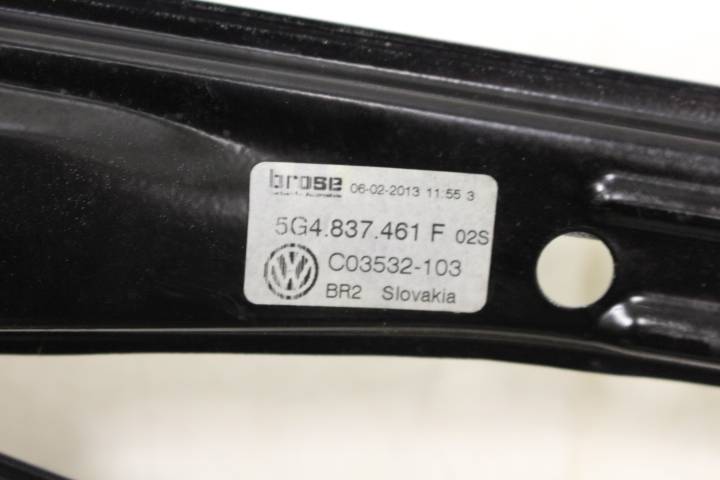 brose 06-02-2013 11:55 3
5G4.837.461 F 02S
C03532-103
BR2 Slovakia